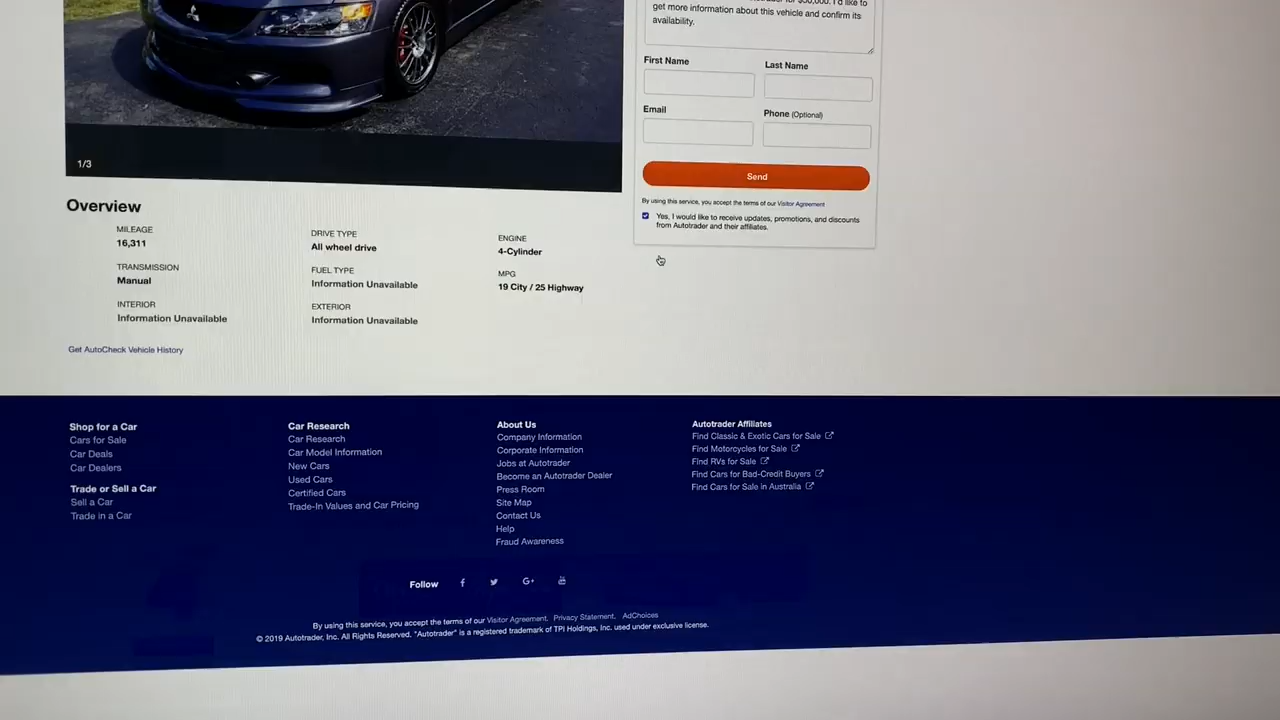 get more information about this vehicle and confirm its
availability.
First Name
Last Name
Email
Phone (Optional)
Send
By using this service, you accept the terms of our Visitor Agreement
Yes, I would like to receive updates, promotions, and discounts
from Autotrader and their affiliates.
1/3
Overview
MILEAGE
16,311
DRIVE TYPE
All wheel drive
ENGINE
4-Cylinder
TRANSMISSION
Manual
FUEL TYPE
Information Unavailable
MPG
19 City / 25 Highway
INTERIOR
Information Unavailable
EXTERIOR
Information Unavailable
Get AutoCheck Vehicle History
Shop for a Car
Cars for Sale
Car Deals
Car Dealers
Trade or Sell a Car
Sell a Car
Trade in a Car
Car Research
Car Research
Car Model Information
New Cars
Used Cars
Certified Cars
Trade-In Values and Car Pricing
About Us
Company Information
Corporate Information
Jobs at Autotrader
Become an Autotrader Dealer
Press Room
Site Map
Contact Us
Help
Fraud Awareness
Autotrader Affiliates
Find Classic & Exotic Cars for Sale
Find Motorcycles for Sale
Find RVs for Sale
Find Cars for Bad-Credit Buyers
Find Cars for Sale in Australia
Follow
By using this service, you accept the terms of our Visitor Agreement. Privacy Statement. AdChoices
© 2019 Autotrader, Inc. All Rights Reserved. "Autotrader" is a registered trademark of TPI Holdings, Inc. used under exclusive license.